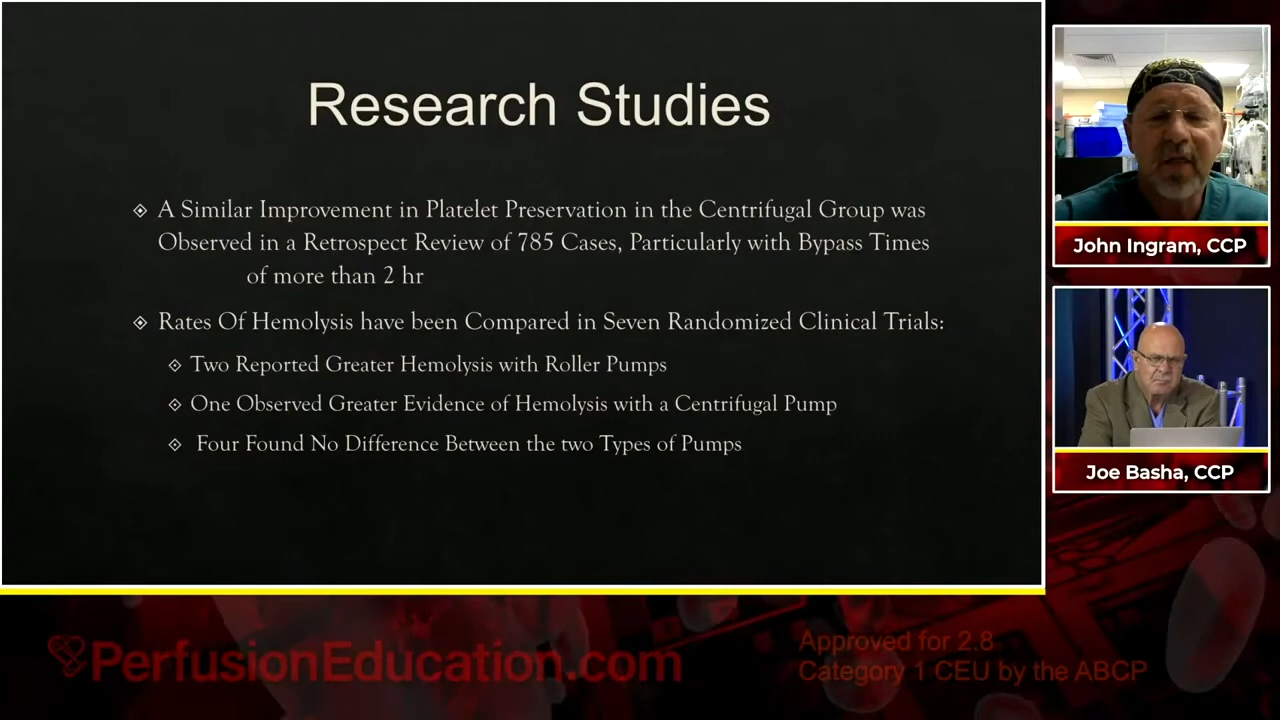 Research Studies
A Similar Improvement in Platelet Preservation in the Centrifugal Group was
Observed in a Retrospect Review of 785 Cases, Particularly with Bypass Times
of more than 2 hr
Rates Of Hemolysis have been Compared in Seven Randomized Clinical Trials:
Two Reported Greater Hemolysis with Roller Pumps
One Observed Greater Evidence of Hemolysis with a Centrifugal Pump
Four Found No Difference Between the two Types of Pumps
John Ingram, CCP
Joe Basha, CCP
PerfusionEducation.com
Approved for 2.8
Category 1 CEU by the ABCP